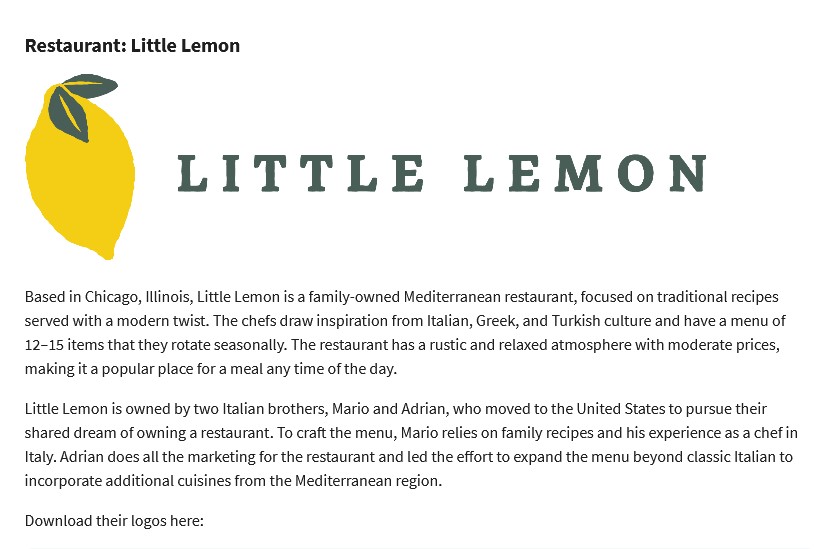 Restaurant: Little Lemon
LITTLE LEMON
Based in Chicago, Illinois, Little Lemon is a family-owned Mediterranean restaurant, focused on traditional recipes
served with a modern twist. The chefs draw inspiration from Italian, Greek, and Turkish culture and have a menu of
12–15 items that they rotate seasonally. The restaurant has a rustic and relaxed atmosphere with moderate prices,
making it a popular place for a meal any time of the day.
Little Lemon is owned by two Italian brothers, Mario and Adrian, who moved to the United States to pursue their
shared dream of owning a restaurant. To craft the menu, Mario relies on family recipes and his experience as a chef in
Italy. Adrian does all the marketing for the restaurant and led the effort to expand the menu beyond classic Italian to
incorporate additional cuisines from the Mediterranean region.
Download their logos here: